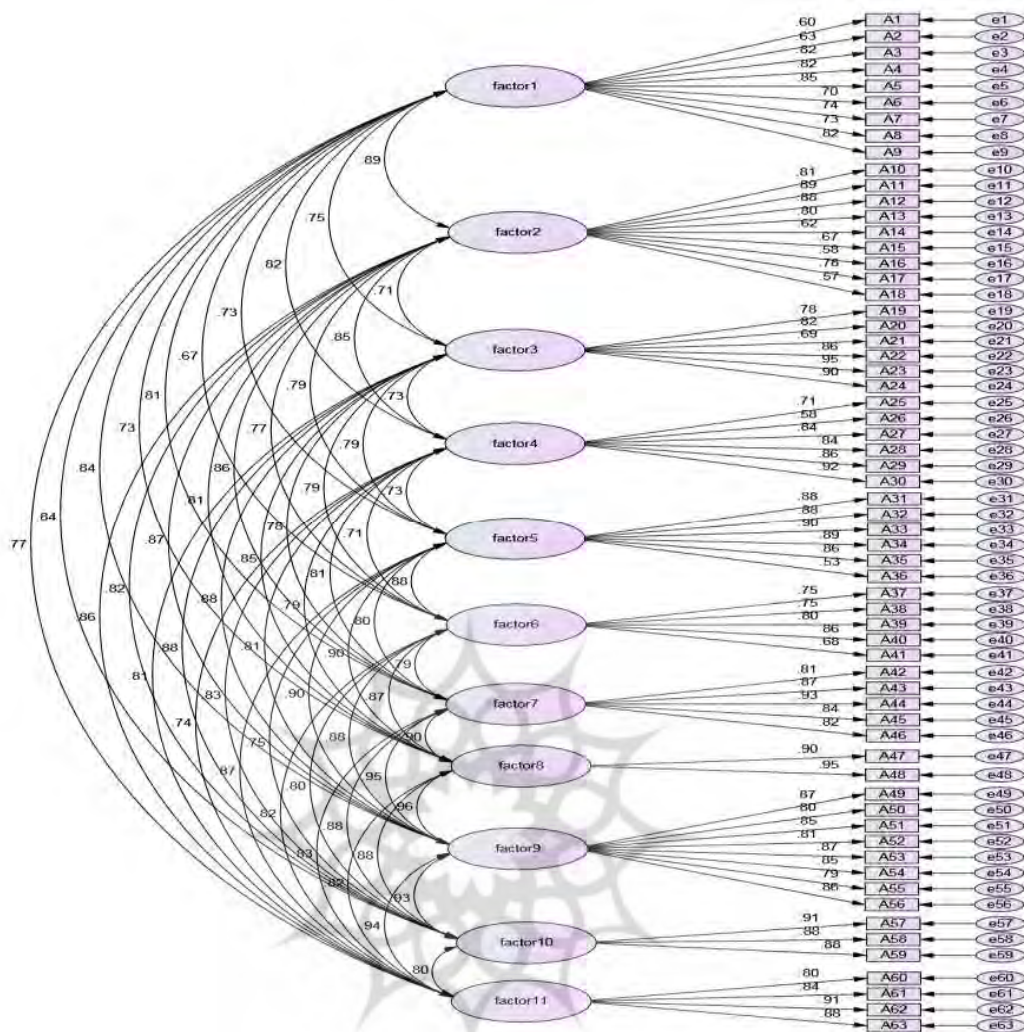 .60 A1 e1
.63 A2 e2
.82 A3 e3
.82 A4 e4
.85 A5 e5
factor1
.70 A6 e6
.74 A7 e7
.73 A8 e8
.82 A9 e9
.89
.81 A10 e10
.89 A11 e11
.88 A12 e12
.80 A13 e13
.75
.62 A14 e14
factor2
.67 A15 e15
.58 A16 e16
.76 A17 e17
.57 A18 e18
.82
.71
.78 A19 e19
.82 A20 e20
.73
.85
.69 A21 e21
factor3
.86 A22 e22
.67
.95 A23 e23
.79
.90 A24 e24
.73
.81
.77
.71 A25 e25
.58 A26 e26
.79
.84 A27 e27
factor4
.73
.86
.84 A28 e28
.79
.86 A29 e29
.73
.92 A30 e30
.84
.81
.78
.71
.88 A31 e31
.88 A32 e32
.84
.87
.90 A33 e33
77
factor5
.89 A34 e34
.85
.81
.88
.86 A35 e35
.82
.53 A36 e36
.88
.79
.75 A37 e37
.86
.80
.75 A38 e38
.88
.81
.90
.80 A39 e39
factor6
.86 A40 e40
.79
.68 A41 e41
.81
.83
.90
.87
.81 A42 e42
.87 A43 e43
.93 A44 e44
factor7
.74
.75
.88
.90
.84 A45 e45
.82 A46 e46
.90 A47 e47
factor8
.87
.80
.95
.95 A48 e48
.87 A49 e49
.96
.80 A50 e50
.82
.88
.85 A51 e51
.81 A52 e52
factor9
.83
.88
.87 A53 e53
.85 A54 e54
.82
.79 A55 e55
.93
.86 A56 e56
.94
.91 A57 e57
.88 A58 e58
factor10
.88 A59 e59
.80
.80 A60 e60
.84 A61 e61
factor11
.91 A62 e62
.88 A63 e63